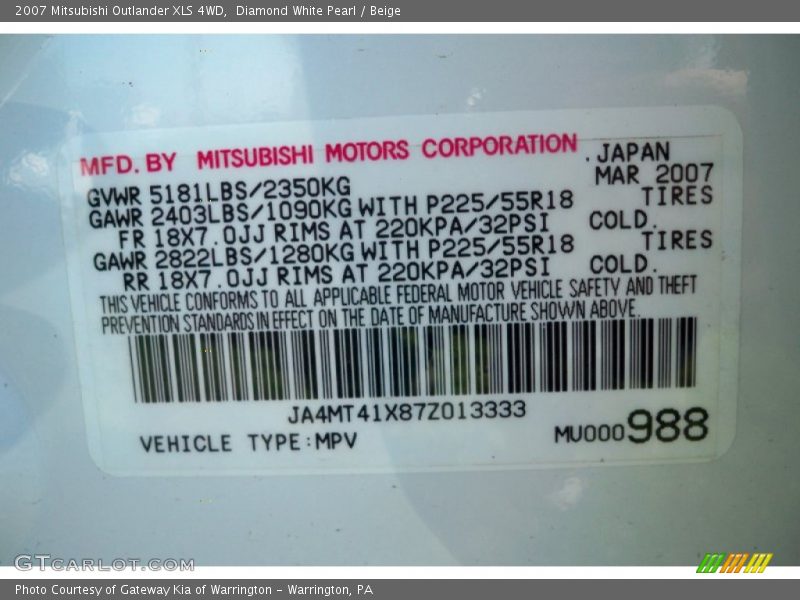 2007 Mitsubishi Outlander XLS 4WD, Diamond White Pearl / Beige
MFD. BY MITSUBISHI MOTORS CORPORATION . JAPAN
GVWR 5181LBS/2350KG MAR 2007
GAWR 2403LBS/1090KG WITH P225/55R18 TIRES
FR 18X7.0JJ RIMS AT 220KPA/32PSI COLD.
GAWR 2822LBS/1280KG WITH P225/55R18 TIRES
RR 18X7.0JJ RIMS AT 220KPA/32PSI COLD.
THIS VEHICLE CONFORMS TO ALL APPLICABLE FEDERAL MOTOR VEHICLE SAFETY AND THEFT
PREVENTION STANDARDS IN EFFECT ON THE DATE OF MANUFACTURE SHOWN ABOVE.
JA4MT41X87Z013333
VEHICLE TYPE:MPV MU000988
GTCARLOT.COM
Photo Courtesy of Gateway Kia of Warrington - Warrington, PA